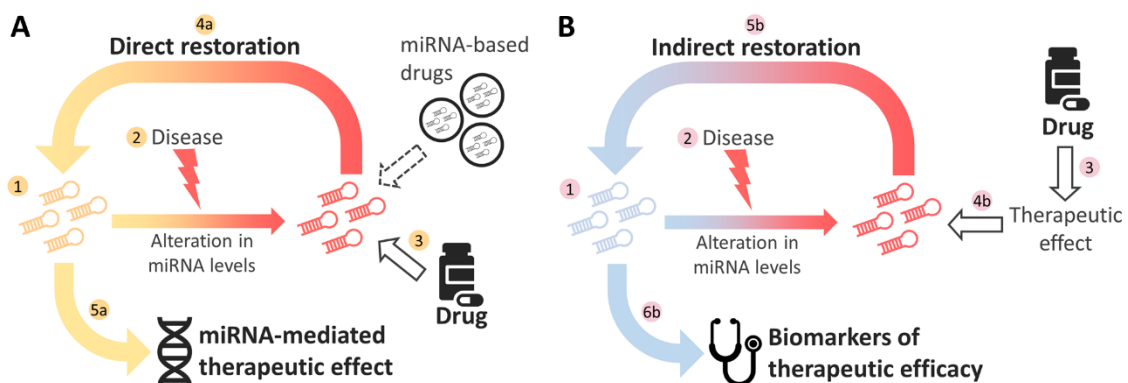 A
4a
Direct restoration
miRNA-based
drugs
2 Disease
1
Alteration in
miRNA levels
3
Drug
5a
miRNA-mediated
therapeutic effect
B
5b
Indirect restoration
Drug
2 Disease
3
1
4b
Therapeutic
effect
Alteration in
miRNA levels
6b
Biomarkers of
therapeutic efficacy